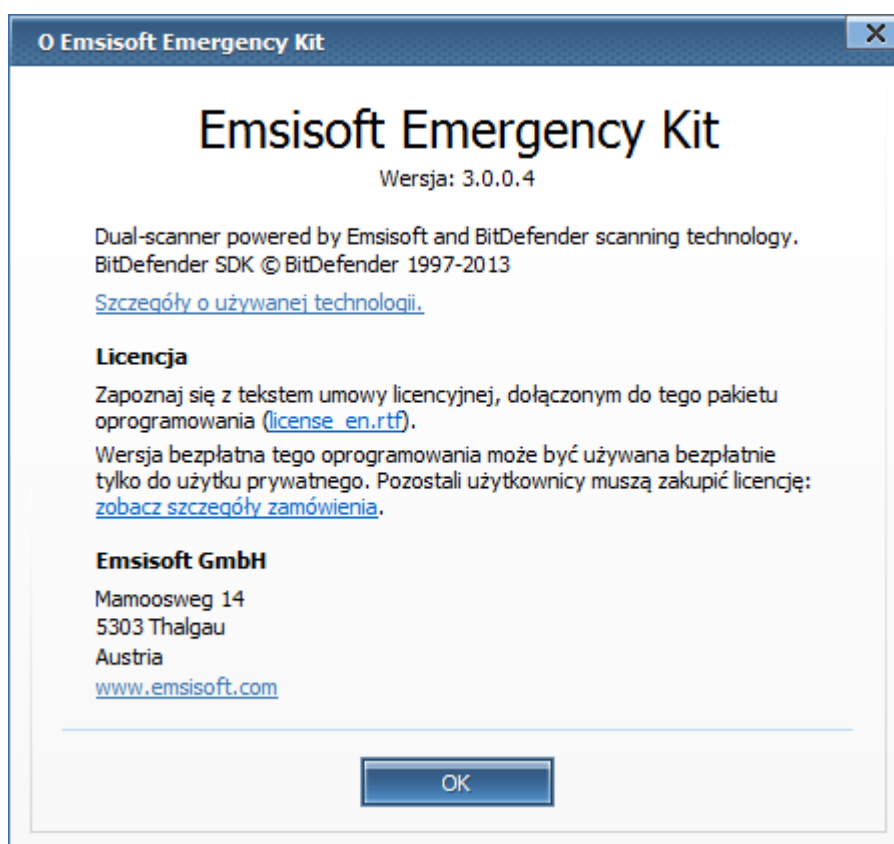 O Emsisoft Emergency Kit
Emsisoft Emergency Kit
Wersja: 3.0.0.4
Dual-scanner powered by Emsisoft and BitDefender scanning technology.
BitDefender SDK © BitDefender 1997-2013
Szczegóły o używanej technologii.
Licencja
Zapoznaj się z tekstem umowy licencyjnej, dołączonym do tego pakietu
oprogramowania (license_en.rtf).
Wersja bezpłatna tego oprogramowania może być używana bezpłatnie
tylko do użytku prywatnego. Pozostali użytkownicy muszą zakupić licencję:
zobacz szczegóły zamówienia.
Emsisoft GmbH
Mamoosweg 14
5303 Thalgau
Austria
www.emsisoft.com
OK